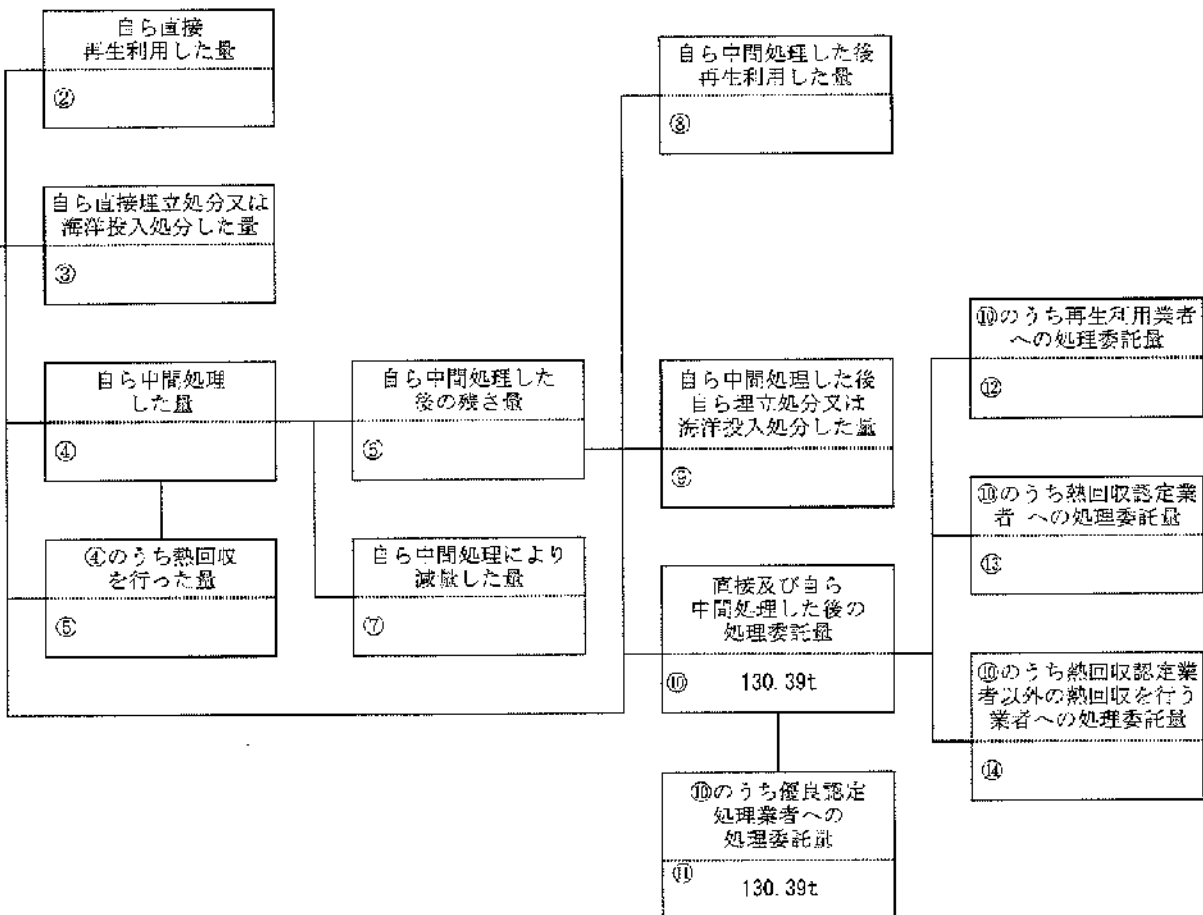 自ら直接
再生利用した量
②
自ら直接埋立処分又は
海洋投入処分した量
③
自ら中間処理
した量
④
④のうち熱回収
を行った量
⑤
自ら中間処理した
後の残さ量
⑥
自ら中間処理により
減量した量
⑦
自ら中間処理した後
再生利用した量
⑧
自ら中間処理した後
自ら埋立処分又は
海洋投入処分した量
⑨
直接及び自ら
中間処理した後の
処理委託量
⑩ 130.39t
⑩のうち優良認定
処理業者への
処理委託量
⑪ 130.39t
⑩のうち再生利用業者
への処理委託量
⑫
⑩のうち熱回収認定業
者 への処理委託量
⑬
⑩のうち熱回収認定業
者以外の熱回収を行う
業者への処理委託量
⑭